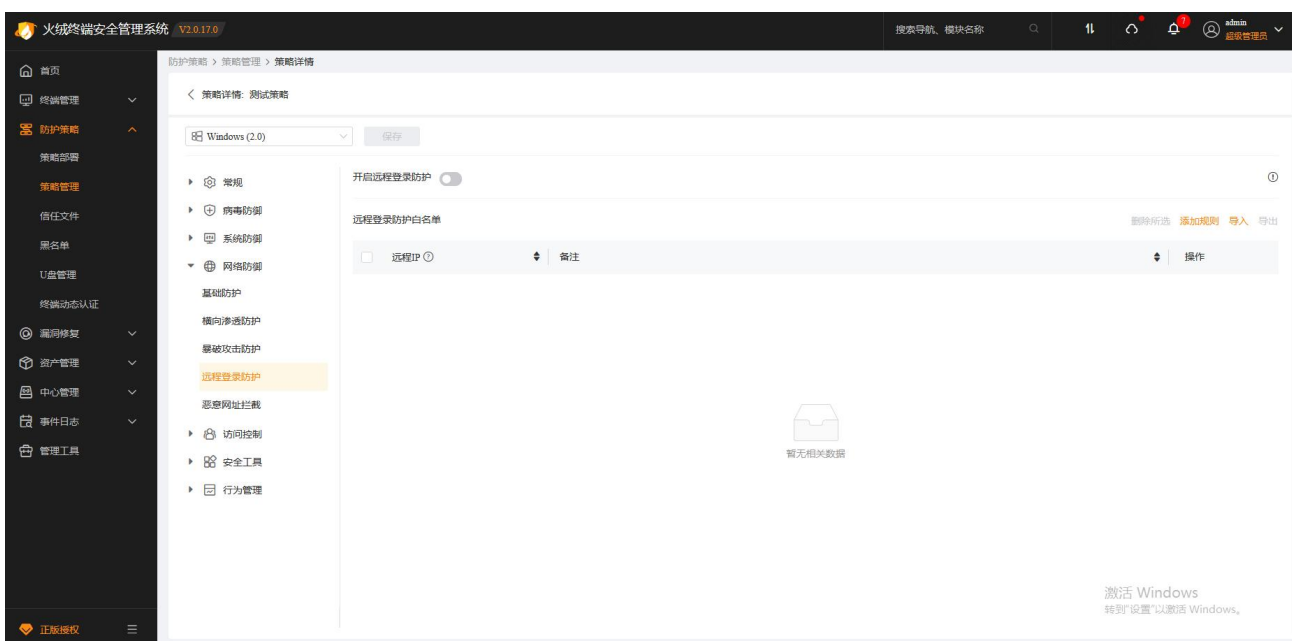 火绒终端安全管理系统 V2.0.17.0
搜索导航、模块名称
7
admin
超级管理员
首页
终端管理
防护策略
策略部署
策略管理
信任文件
黑名单
U盘管理
终端动态认证
漏洞修复
资产管理
中心管理
事件日志
管理工具
正版授权
防护策略 > 策略管理 > 策略详情
策略详情: 测试策略
Windows (2.0)
保存
常规
病毒防御
系统防御
网络防御
基础防护
横向渗透防护
暴破攻击防护
远程登录防护
恶意网址拦截
访问控制
安全工具
行为管理
开启远程登录防护
远程登录防护白名单
删除所选 添加规则 导入 导出
远程IP 备注 操作
暂无相关数据
激活 Windows
转到"设置"以激活 Windows。